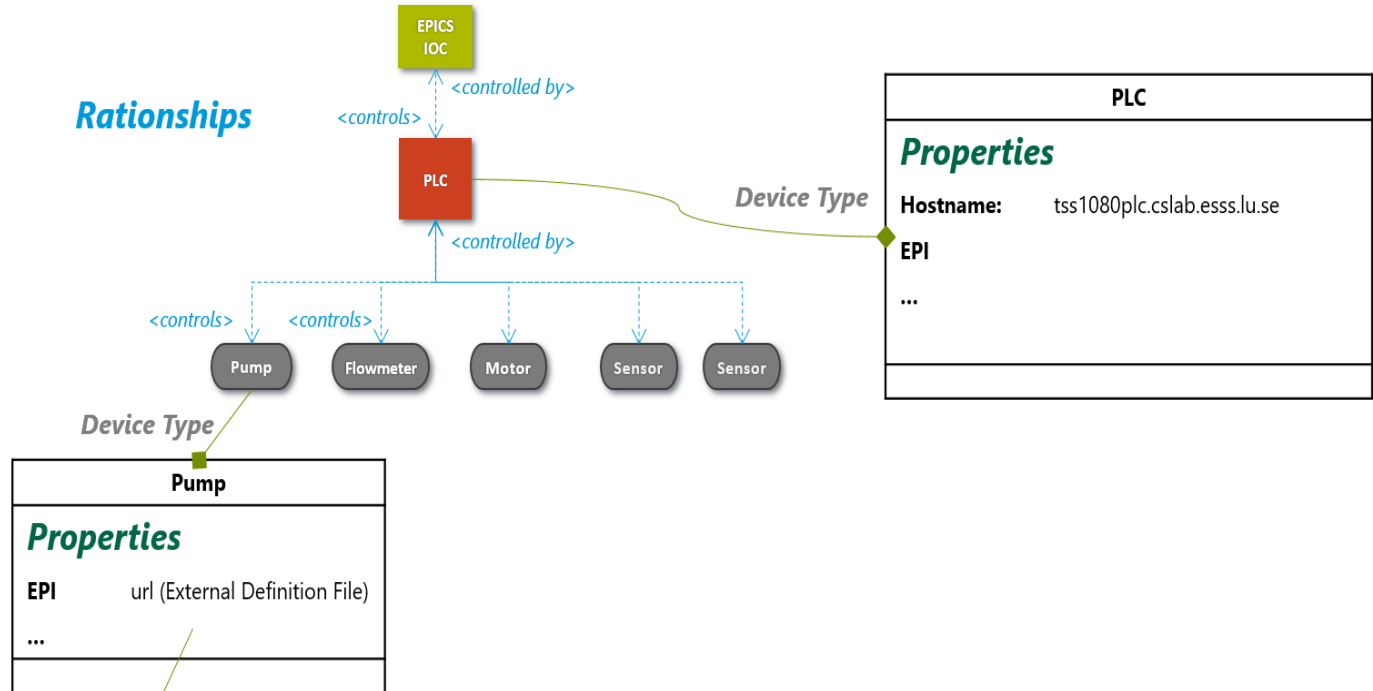 EPICS
IOC
<controlled by>
Rationships
<controls>
PLC
PLC
Properties
Device Type
Hostname: tss1080plc.cslab.esss.lu.se
<controlled by>
EPI
...
<controls>
<controls>
Pump
Flowmeter
Motor
Sensor
Sensor
Device Type
Pump
Properties
EPI url (External Definition File)
...